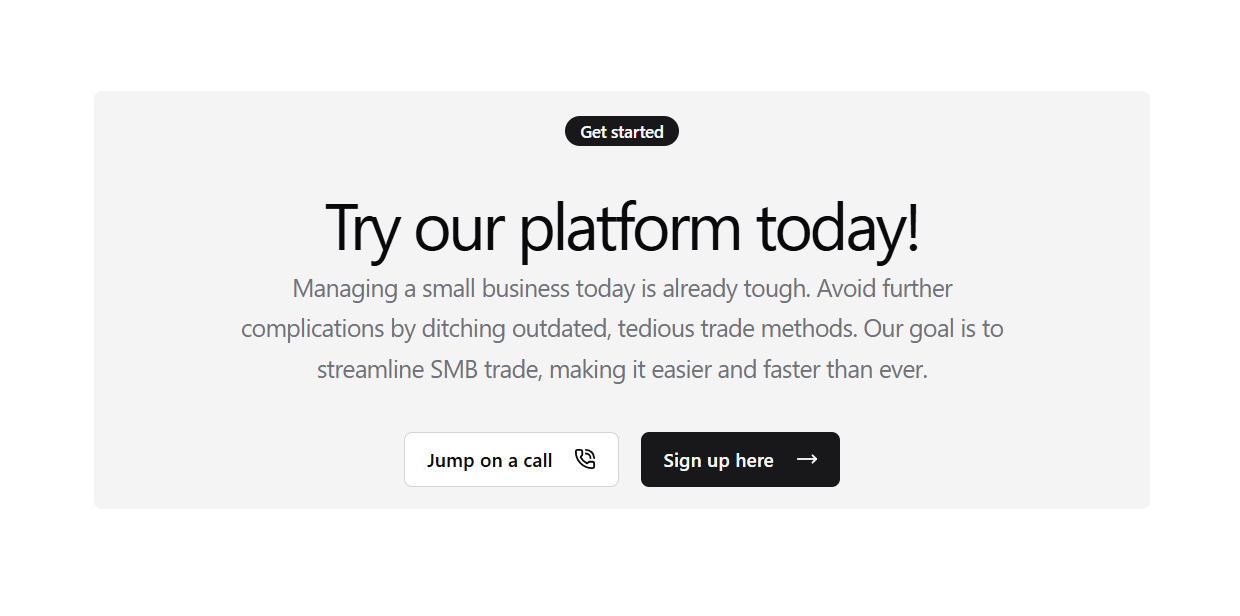 Get started
Try our platform today!
Managing a small business today is already tough. Avoid further
complications by ditching outdated, tedious trade methods. Our goal is to
streamline SMB trade, making it easier and faster than ever.
Jump on a call
Sign up here